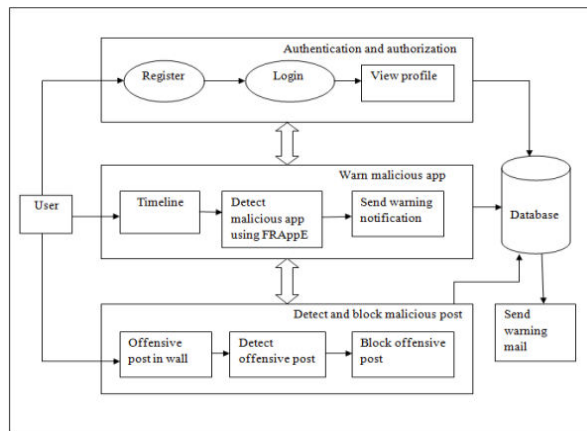 Authentication and authorization
Register
Login
View profile
Warn malicious app
User
Timeline
Detect
malicious app
using FRAppE
Send warning
notification
Database
Detect and block malicious post
Offensive
post in wall
Detect
offensive post
Block offensive
post
Send
warning
mail